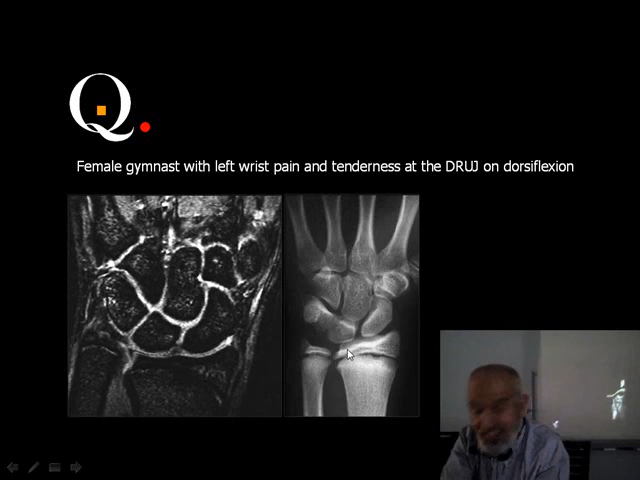 Q.
Female gymnast with left wrist pain and tenderness at the DRUJ on dorsiflexion